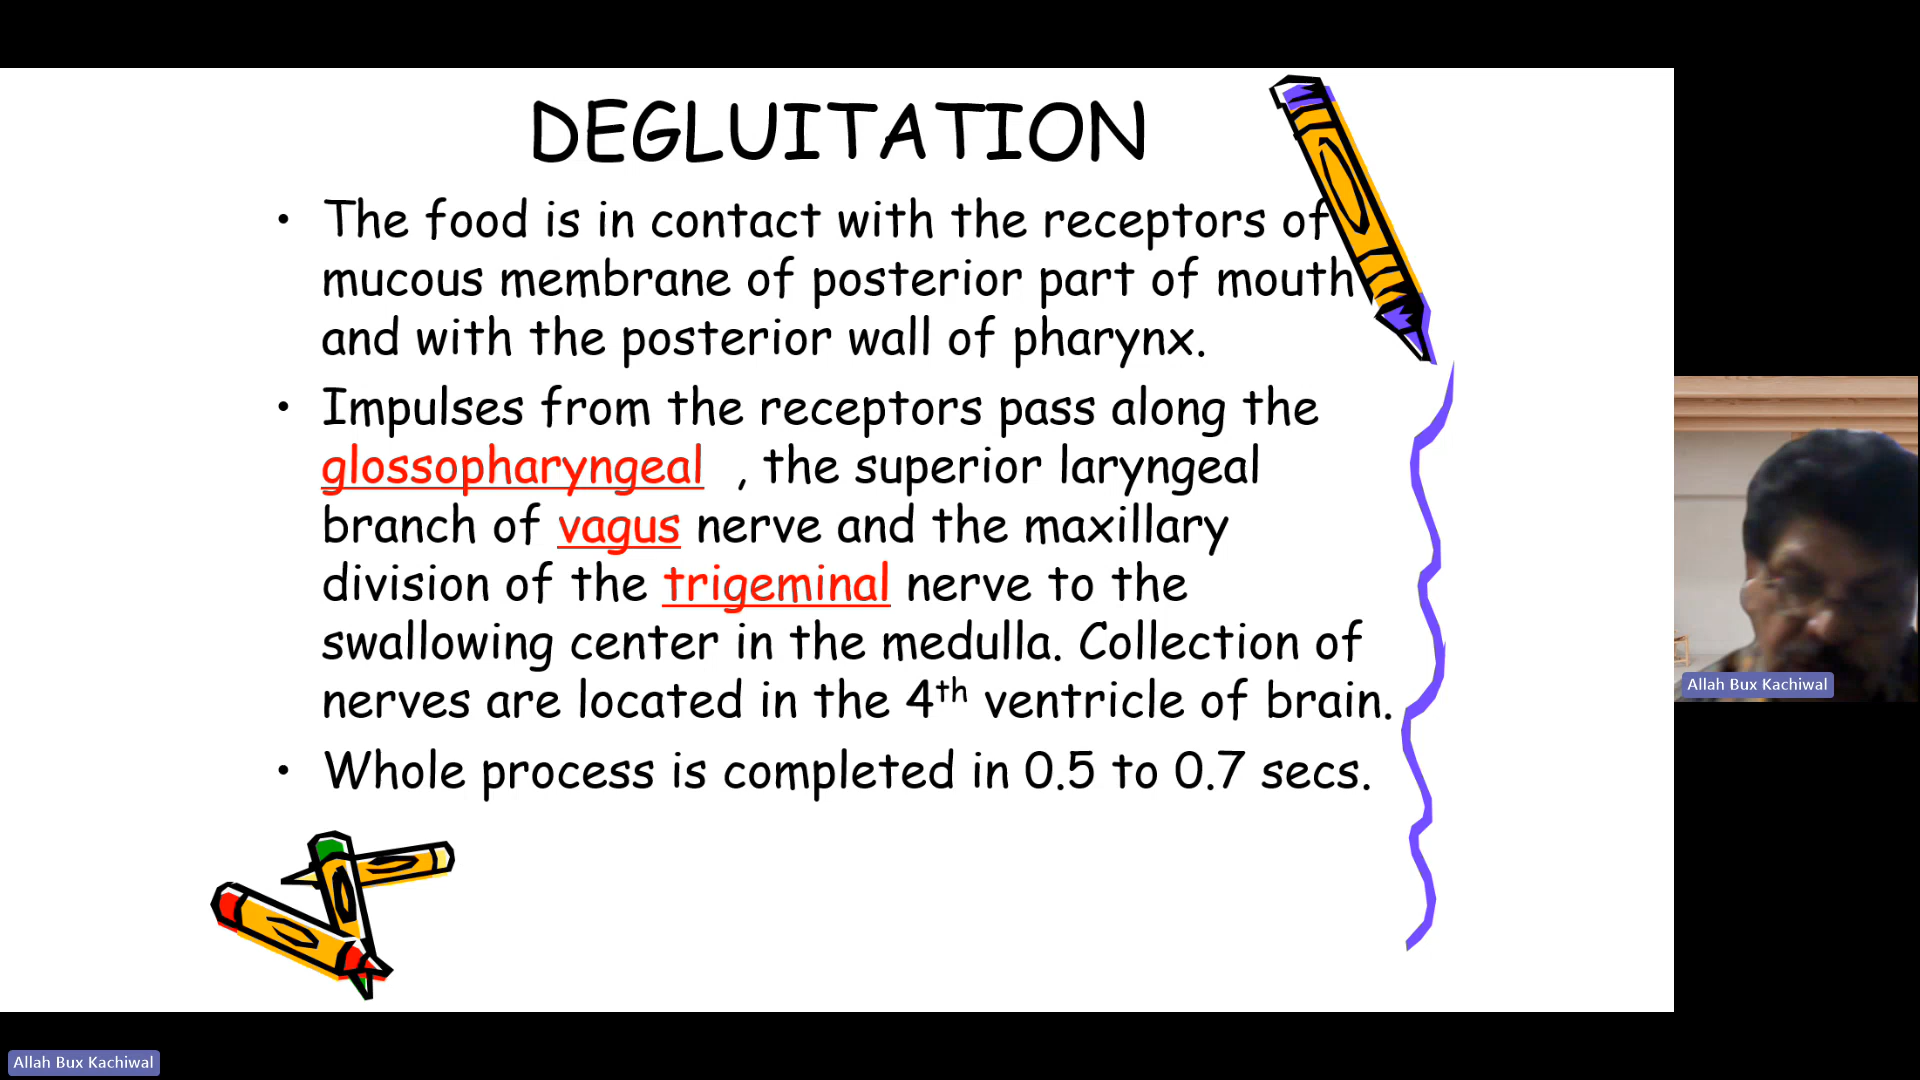 DEGLUITATION
• The food is in contact with the receptors of
mucous membrane of posterior part of mouth
and with the posterior wall of pharynx.
• Impulses from the receptors pass along the
glossopharyngeal , the superior laryngeal
branch of vagus nerve and the maxillary
division of the trigeminal nerve to the
swallowing center in the medulla. Collection of
nerves are located in the 4th ventricle of brain.
• Whole process is completed in 0.5 to 0.7 secs.
Allah Bux Kachiwal
Allah Bux Kachiwal